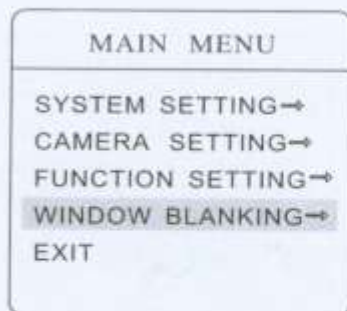 MAIN MENU
SYSTEM SETTING→
CAMERA SETTING→
FUNCTION SETTING→
WINDOW BLANKING→
EXIT